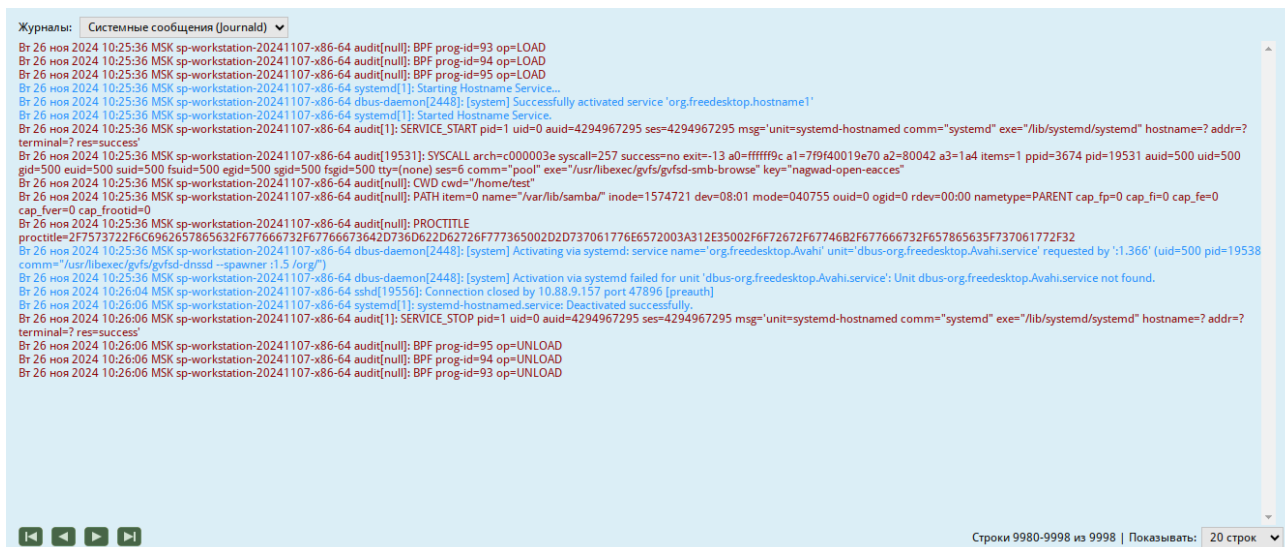 Журналы: Системные сообщения (Journald)
Вт 26 ноя 2024 10:25:36 MSK sp-workstation-20241107-x86-64 audit[null]: BPF prog-id=93 op=LOAD
Вт 26 ноя 2024 10:25:36 MSK sp-workstation-20241107-x86-64 audit[null]: BPF prog-id=94 op=LOAD
Вт 26 ноя 2024 10:25:36 MSK sp-workstation-20241107-x86-64 audit[null]: BPF prog-id=95 op=LOAD
Вт 26 ноя 2024 10:25:36 MSK sp-workstation-20241107-x86-64 systemd[1]: Starting Hostname Service...
Вт 26 ноя 2024 10:25:36 MSK sp-workstation-20241107-x86-64 dbus-daemon[2448]: [system] Successfully activated service 'org.freedesktop.hostname1'
Вт 26 ноя 2024 10:25:36 MSK sp-workstation-20241107-x86-64 systemd[1]: Started Hostname Service.
Вт 26 ноя 2024 10:25:36 MSK sp-workstation-20241107-x86-64 audit[1]: SERVICE_START pid=1 uid=0 auid=4294967295 ses=4294967295 msg='unit=systemd-hostnamed comm="systemd" exe="/lib/systemd/systemd" hostname=? addr=?
terminal=? res=success'
Вт 26 ноя 2024 10:25:36 MSK sp-workstation-20241107-x86-64 audit[19531]: SYSCALL arch=c000003e syscall=257 success=no exit=-13 a0=ffffff9c a1=7f9f40019e70 a2=80042 a3=1a4 items=1 ppid=3674 pid=19531 auid=500 uid=500
gid=500 euid=500 suid=500 fsuid=500 egid=500 sgid=500 fsgid=500 tty=(none) ses=6 comm="pool" exe="/usr/libexec/gvfs/gvfsd-smb-browse" key="nagwad-open-eacces"
Вт 26 ноя 2024 10:25:36 MSK sp-workstation-20241107-x86-64 audit[null]: CWD cwd="/home/test"
Вт 26 ноя 2024 10:25:36 MSK sp-workstation-20241107-x86-64 audit[null]: PATH item=0 name="/var/lib/samba/" inode=1574721 dev=08:01 mode=040755 ouid=0 ogid=0 rdev=00:00 nametype=PARENT cap_fp=0 cap_fi=0 cap_fe=0
cap_fver=0 cap_frootid=0
Вт 26 ноя 2024 10:25:36 MSK sp-workstation-20241107-x86-64 audit[null]: PROCTITLE
proctitle=2F7573722F6C6962657865632F677666732F67766673642D736D622D62726F777365002D2D737061776E6572003A312E35002F6F72672F67746B2F677666732F657865635F737061772F32
Вт 26 ноя 2024 10:25:36 MSK sp-workstation-20241107-x86-64 dbus-daemon[2448]: [system] Activating via systemd: service name='org.freedesktop.Avahi' unit='dbus-org.freedesktop.Avahi.service' requested by ':1.366' (uid=500 pid=19538
comm="/usr/libexec/gvfs/gvfsd-dnssd --spawner :1.5 /org/")
Вт 26 ноя 2024 10:25:36 MSK sp-workstation-20241107-x86-64 dbus-daemon[2448]: [system] Activation via systemd failed for unit 'dbus-org.freedesktop.Avahi.service': Unit dbus-org.freedesktop.Avahi.service not found.
Вт 26 ноя 2024 10:26:04 MSK sp-workstation-20241107-x86-64 sshd[19556]: Connection closed by 10.88.9.157 port 47896 [preauth]
Вт 26 ноя 2024 10:26:06 MSK sp-workstation-20241107-x86-64 systemd[1]: systemd-hostnamed.service: Deactivated successfully.
Вт 26 ноя 2024 10:26:06 MSK sp-workstation-20241107-x86-64 audit[1]: SERVICE_STOP pid=1 uid=0 auid=4294967295 ses=4294967295 msg='unit=systemd-hostnamed comm="systemd" exe="/lib/systemd/systemd" hostname=? addr=?
terminal=? res=success'
Вт 26 ноя 2024 10:26:06 MSK sp-workstation-20241107-x86-64 audit[null]: BPF prog-id=95 op=UNLOAD
Вт 26 ноя 2024 10:26:06 MSK sp-workstation-20241107-x86-64 audit[null]: BPF prog-id=94 op=UNLOAD
Вт 26 ноя 2024 10:26:06 MSK sp-workstation-20241107-x86-64 audit[null]: BPF prog-id=93 op=UNLOAD
Строки 9980-9998 из 9998 | Показывать: 20 строк